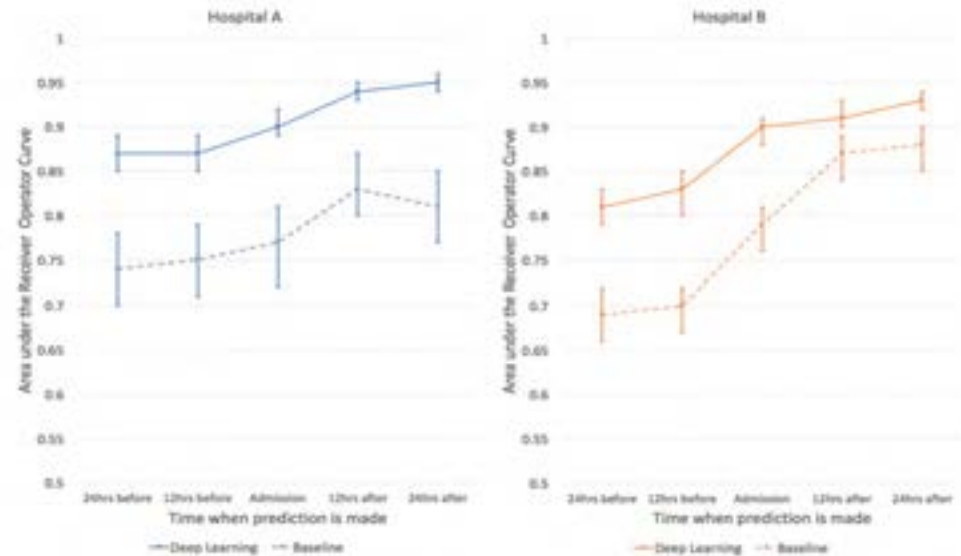 Hospital A
1
0.95
0.9
0.85
0.8
0.75
0.7
0.65
0.6
0.55
0.5
Area under the Receiver Operator Curve
24hrs before 12hrs before Admission 12hrs after 24hrs after
Time when prediction is made
Deep Learning Baseline
Hospital B
1
0.95
0.9
0.85
0.8
0.75
0.7
0.65
0.6
0.55
0.5
Area under the Receiver Operator Curve
24hrs before 12hrs before Admission 12hrs after 24hrs after
Time when prediction is made
Deep Learning Baseline